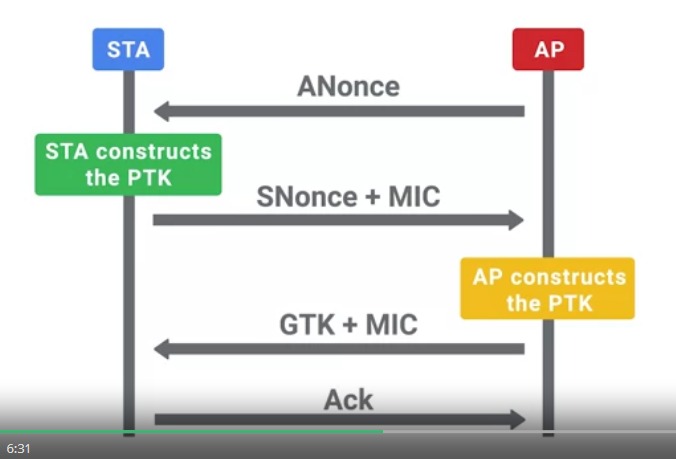 STA
AP
ANonce
STA constructs
the PTK
SNonce + MIC
AP constructs
the PTK
GTK + MIC
Ack
6:31